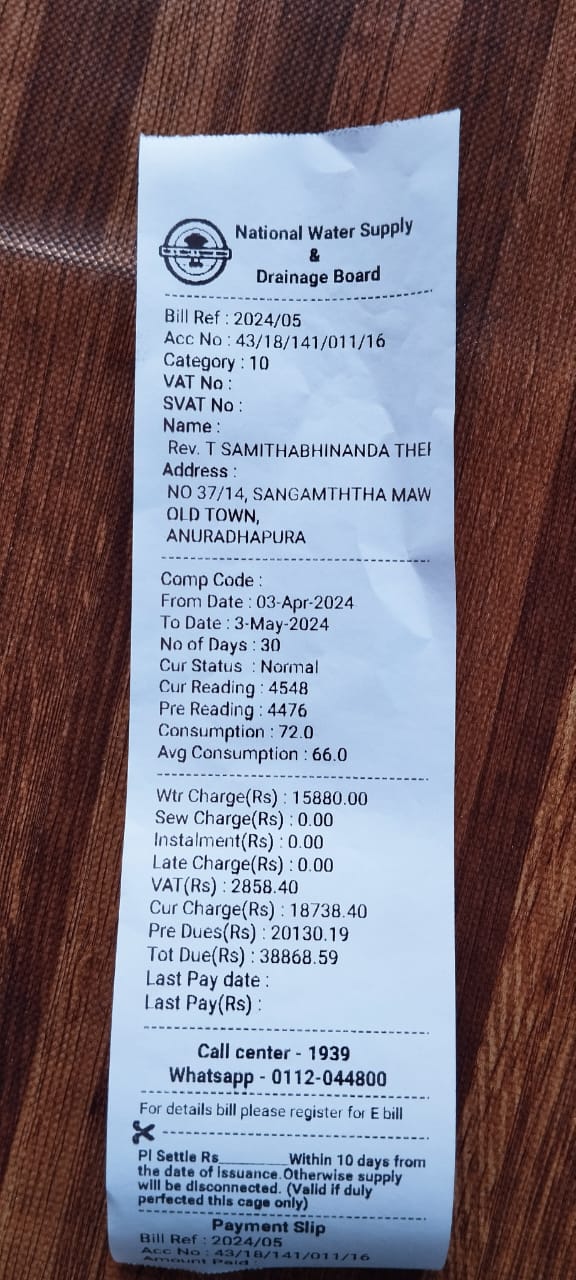 National Water Supply
&
Drainage Board
Bill Ref : 2024/05
Acc No : 43/18/141/011/16
Category : 10
VAT No :
SVAT No :
Name :
Rev. T SAMITHABHINANDA
Address :
NO 37/14, SANGAMTHTHA MAW
OLD TOWN,
ANURADHAPURA
Comp Code :
From Date : 03-Apr-2024
To Date : 3-May-2024
No of Days : 30
Cur Status : Normal
Cur Reading : 4548
Pre Reading : 4476
Consumption : 72.0
Avg Consumption : 66.0
Wtr Charge(Rs) : 15880.00
Sew Charge(Rs) : 0.00
Instalment(Rs) : 0.00
Late Charge(Rs) : 0.00
VAT(Rs) : 2858.40
Cur Charge(Rs) : 18738.40
Pre Dues(Rs) : 20130.19
Tot Due(Rs) : 38868.59
Last Pay date :
Last Pay(Rs) :
Call center - 1939
Whatsapp - 0112-044800
For details bill please register for E bill
Pl Settle Rs_________Within 10 days from
the date of issuance.Otherwise supply
will be disconnected. (Valid if duly
perfected this cage only)
Payment Slip
Bill Ref : 2024/05
Acc No : 43/18/141/011/16
Amount Paid :